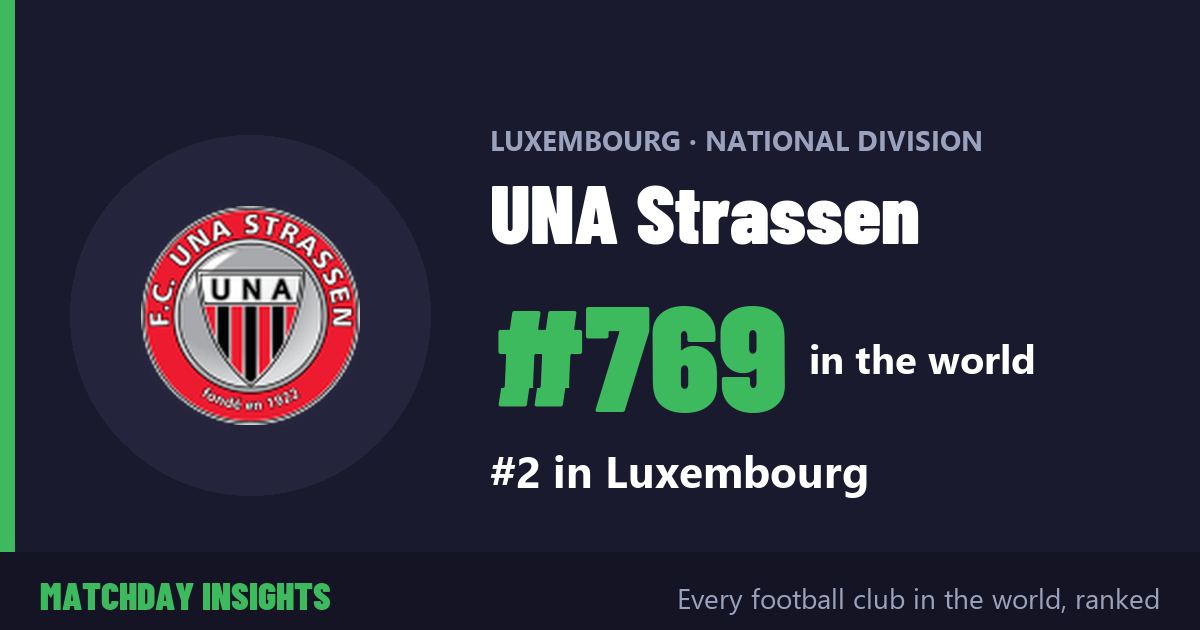 LUXEMBOURG · NATIONAL DIVISION
UNA Strassen
F.C. UNA STRASSEN
UNA
fondé en 1922
#769 in the world
#2 in Luxembourg
MATCHDAY INSIGHTS
Every football club in the world, ranked